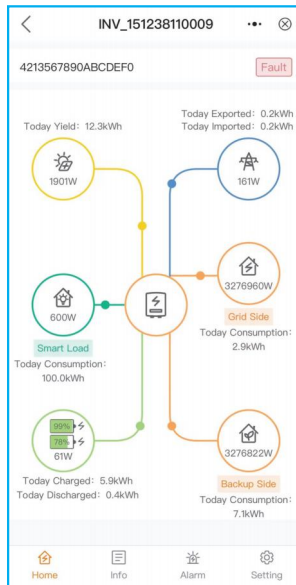 INV_151238110009
4213567890ABCDEF0
Fault
Today Exported: 0.2kWh
Today Imported: 0.2kWh
Today Yield: 12.3kWh
1901W
161W
600W
3276960W
Smart Load
Grid Side
Today Consumption:
100.0kWh
Today Consumption:
2.9kWh
99%
78%
61W
3276822W
Today Charged: 5.9kWh
Today Discharged: 0.4kWh
Backup Side
Today Consumption:
7.1kWh
Home
Info
Alarm
Setting